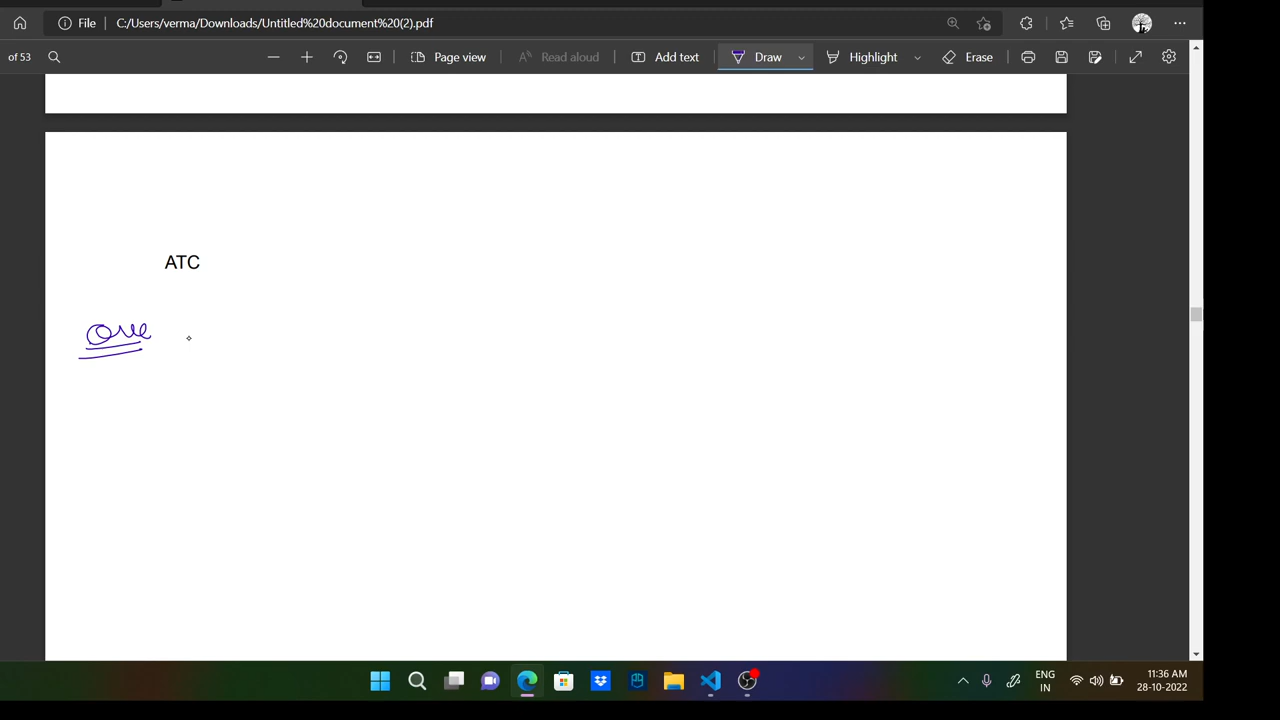 File C:/Users/verma/Downloads/Untitled%20document%20(2).pdf
of 53 Page view Read aloud Add text Draw Highlight Erase
ATC
Que
ENG 11:36 AM
IN 28-10-2022